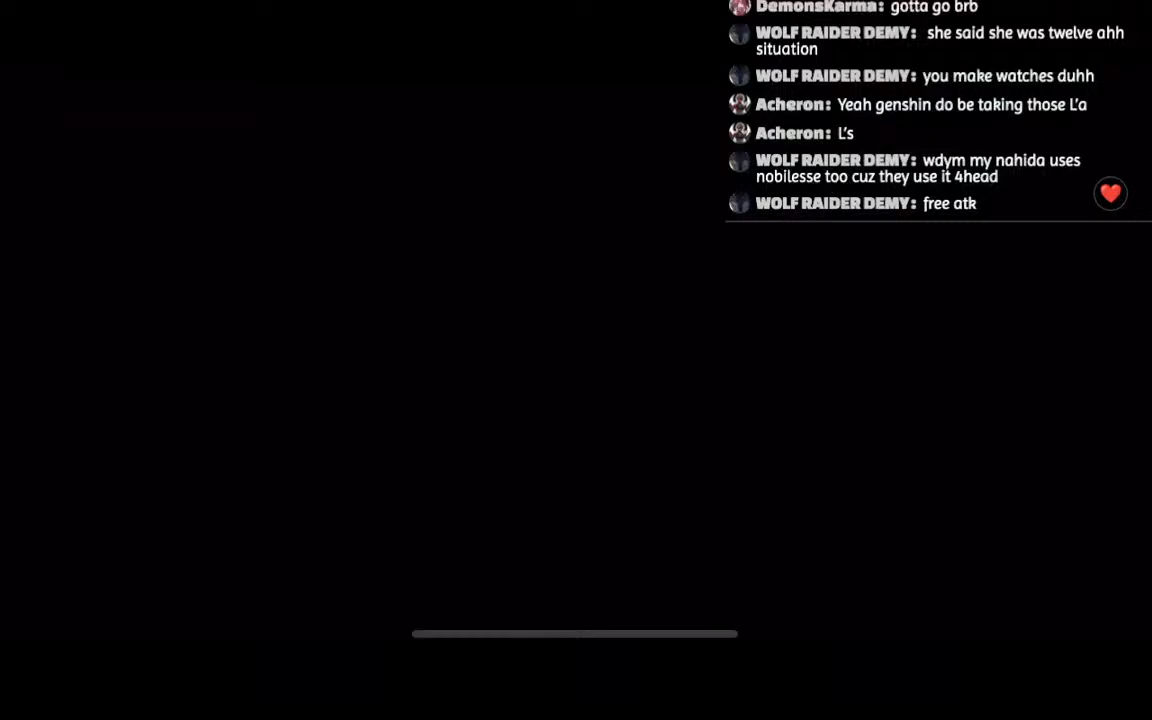 DemonsKarma: gotta go brb
WOLF RAIDER DEMY: she said she was twelve ahh
situation
WOLF RAIDER DEMY: you make watches duhh
Acheron: Yeah genshin do be taking those L'a
Acheron: L's
WOLF RAIDER DEMY: wdym my nahida uses
nobilesse too cuz they use it 4head
WOLF RAIDER DEMY: free atk